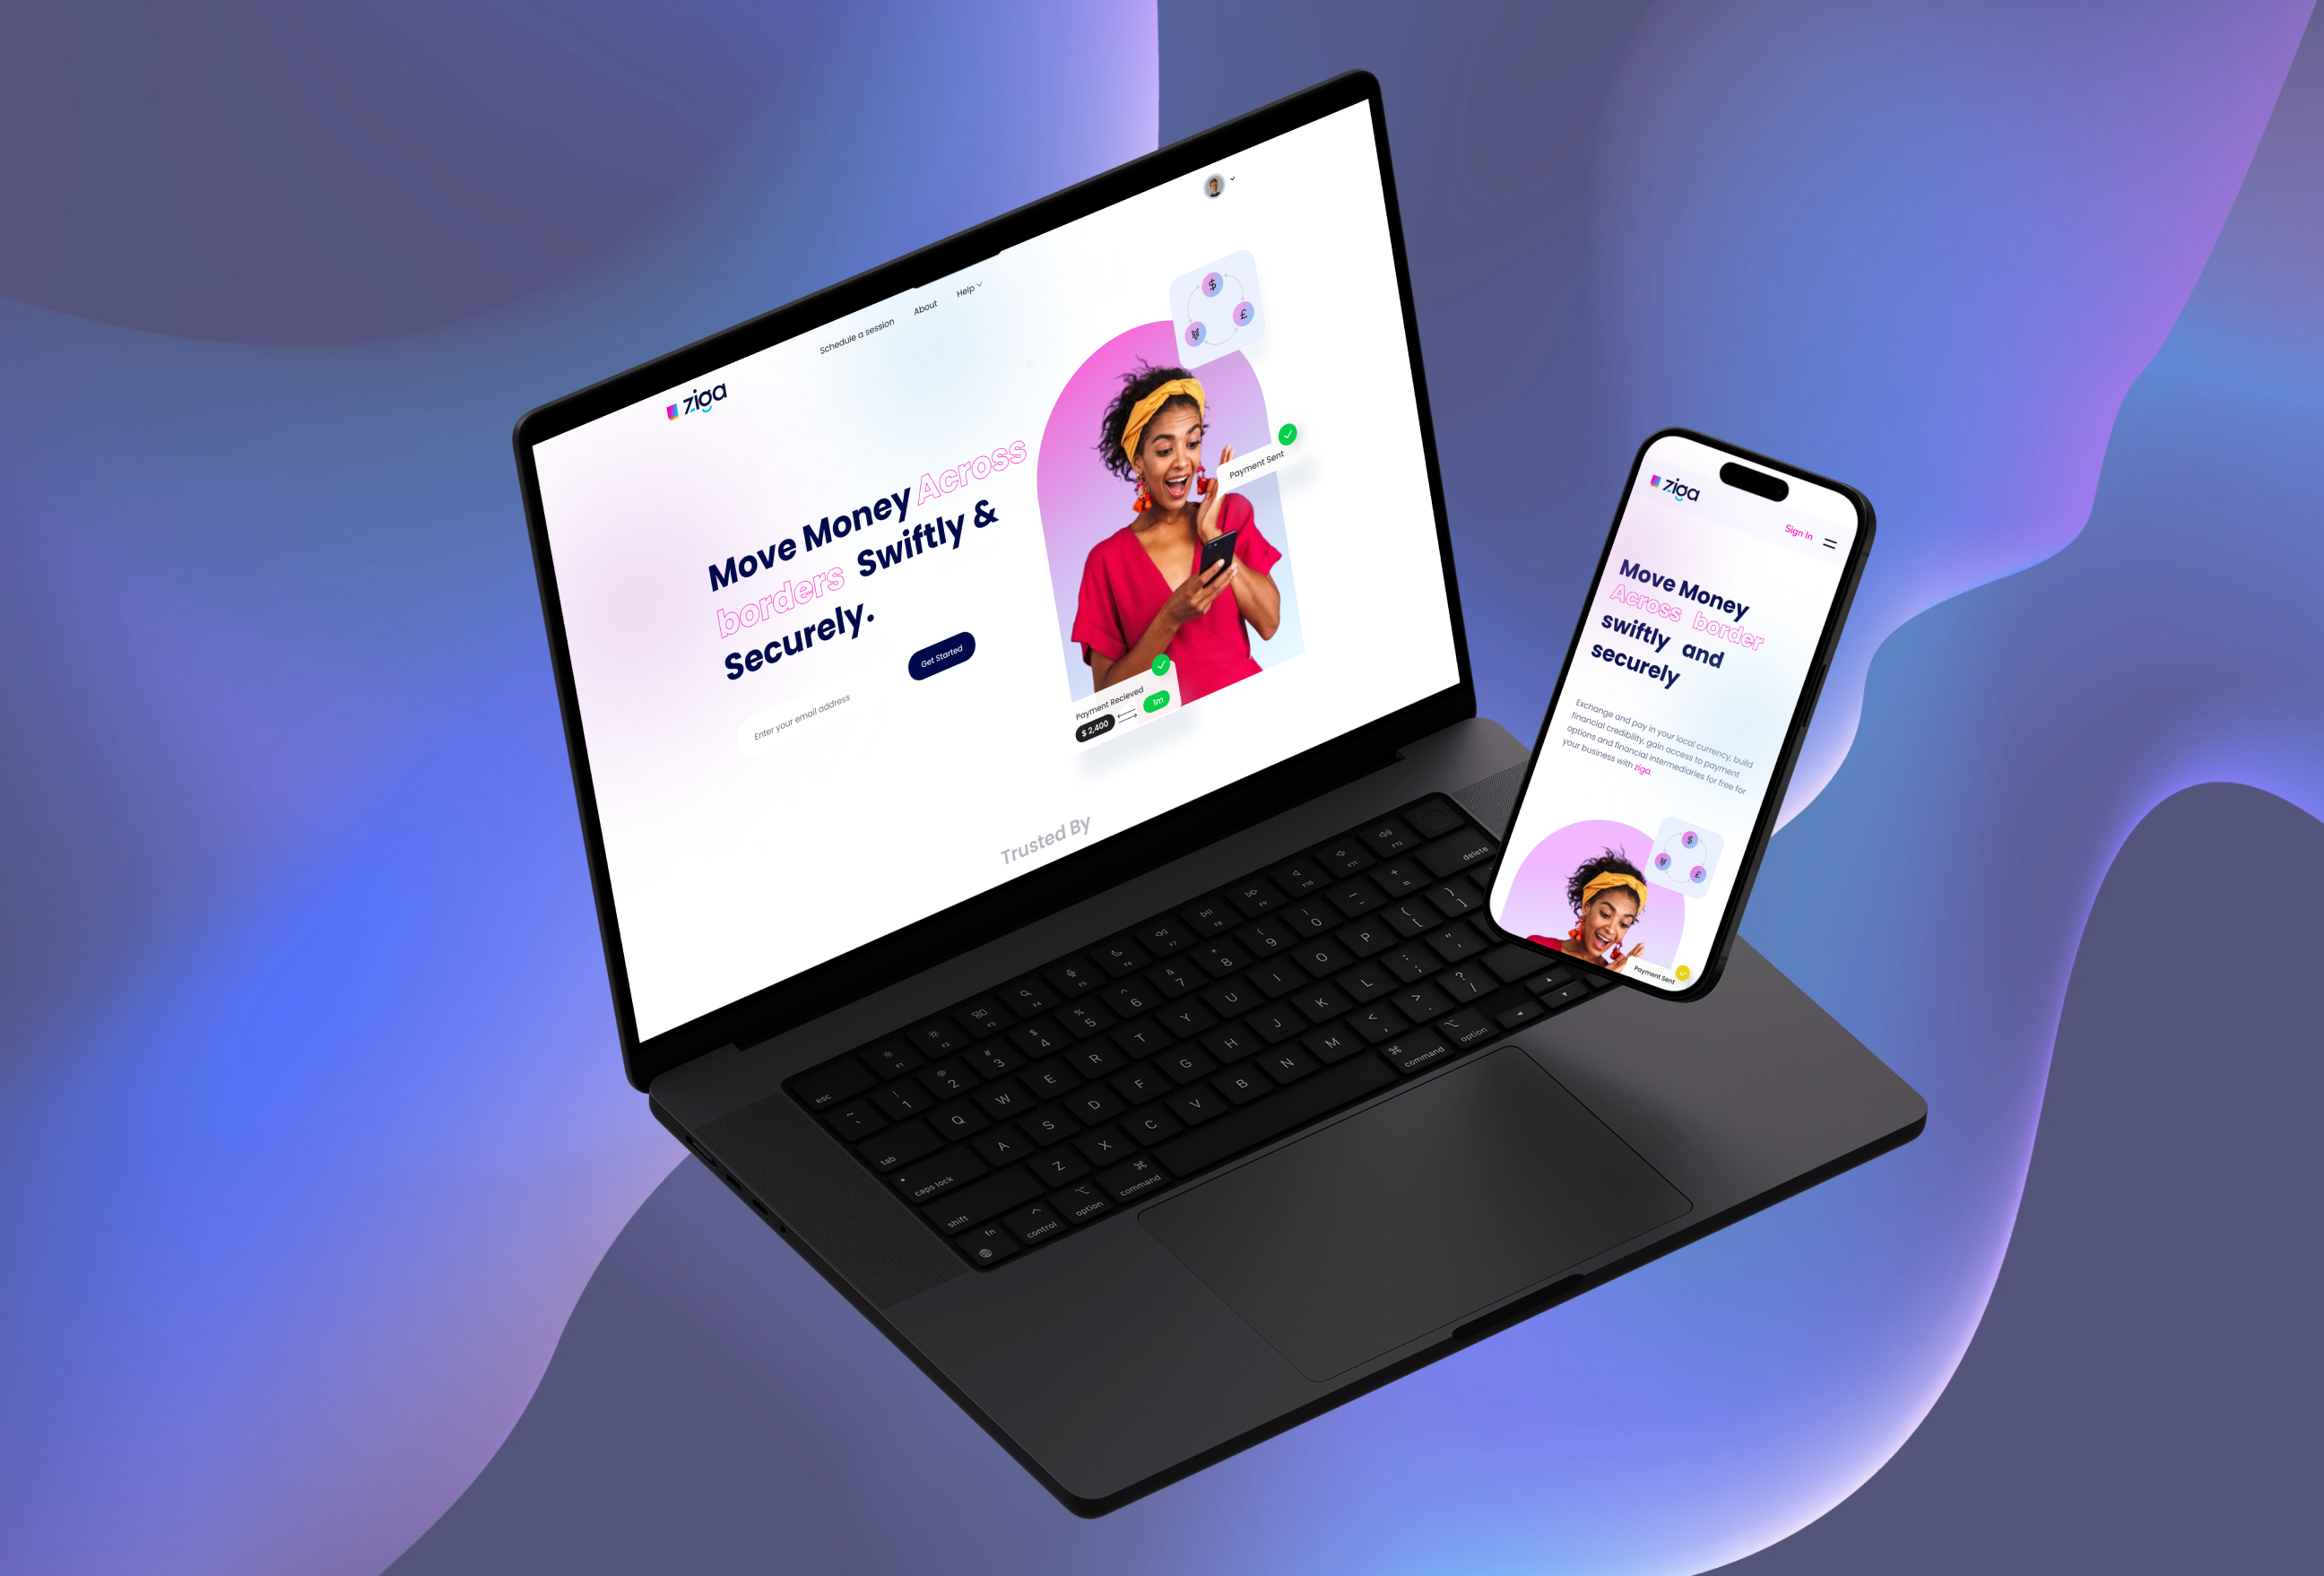 Schedule a session
About
Help
ziga
Move Money Across
borders Swiftly &
Securely.
Enter your email address
Get Started
$
£
Payment Sent
Payment Recieved
$ 2,400
1m
Trusted By
ziga
Sign In
Move Money
Across border
swiftly and
securely
Exchange and pay in your local currency, build
financial credibility, gain access to payment
options and financial intermediaries for free for
your business with ziga.
$
£
Payment Sent
esc
F1
F2
F3
F4
F5
F6
F7
F8
F9
F10
F11
F12
~ `
! 1
@ 2
# 3
$ 4
% 5
^ 6
& 7
* 8
( 9
) 0
— -
+ =
delete
tab
Q W E R T Y U I O P { [ } ]
caps lock
A S D F G H J K L : ; " '
shift
Z X C V B N M < , > . ? /
fn
control
option
command
command
option